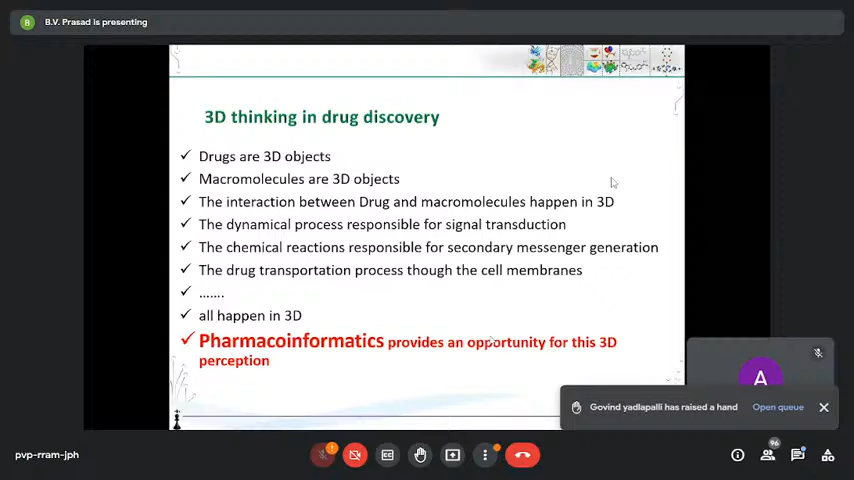 B B.V. Prasad is presenting
3D thinking in drug discovery
✓ Drugs are 3D objects
✓ Macromolecules are 3D objects
✓ The interaction between Drug and macromolecules happen in 3D
✓ The dynamical process responsible for signal transduction
✓ The chemical reactions responsible for secondary messenger generation
✓ The drug transportation process though the cell membranes
✓ .......
✓ all happen in 3D
✓ Pharmacoinformatics provides an opportunity for this 3D
perception
A
Govind yadlapalli has raised a hand Open queue
pvp-rram-jph
96